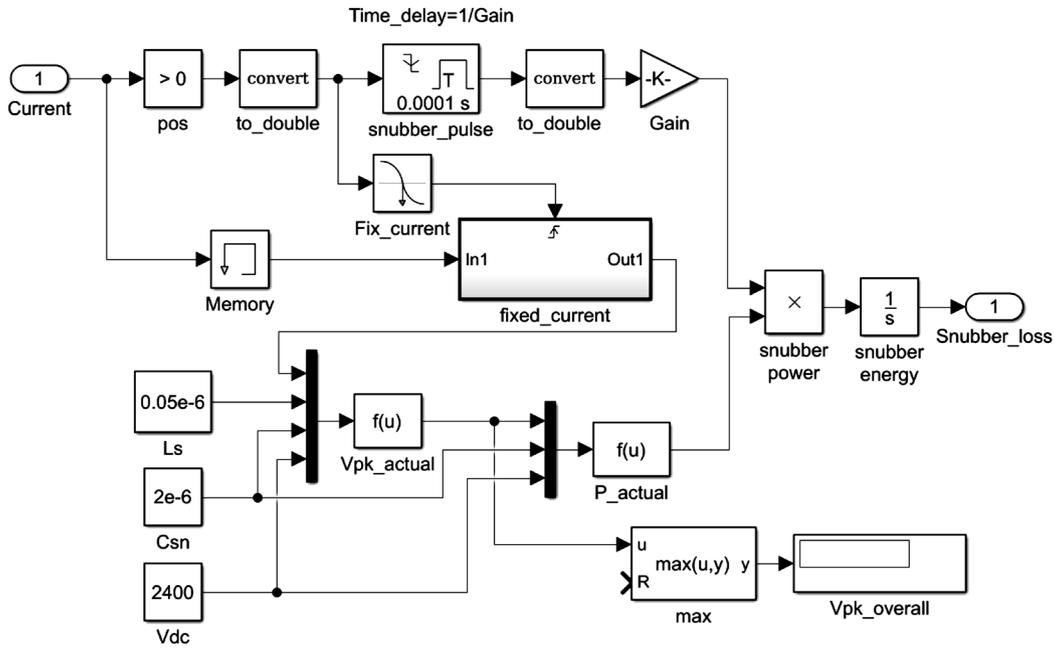 Time_delay=1/Gain
1
Current
> 0
pos
convert
to_double
T
0.0001 s
snubber_pulse
convert
to_double
-K-
Gain
Fix_current
Memory
In1
Out1
fixed_current
×
snubber
power
1
s
snubber
energy
1
Snubber_loss
0.05e-6
Ls
f(u)
Vpk_actual
f(u)
P_actual
2e-6
Csn
2400
Vdc
u
R
max(u,y)
y
max
Vpk_overall